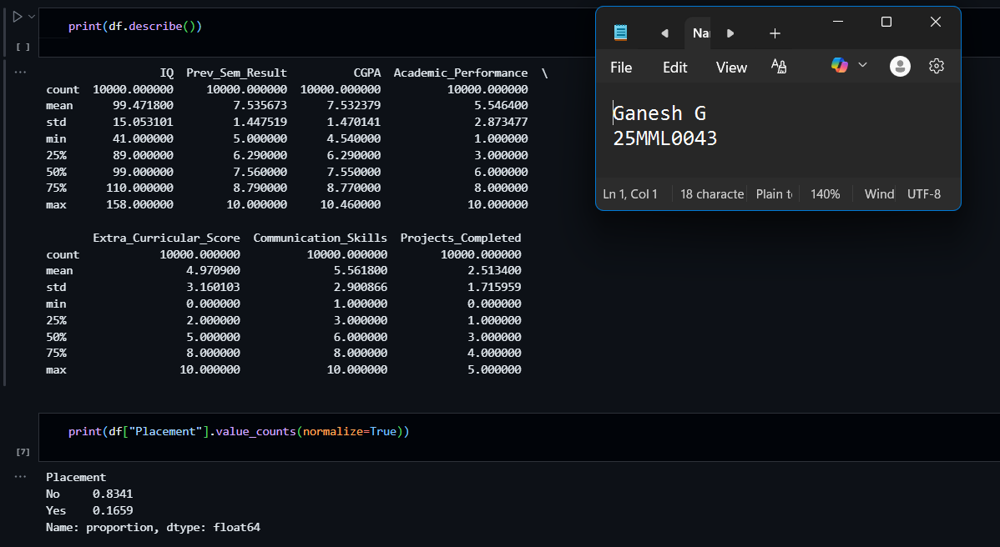 print(df.describe())
[ ]
...
IQ Prev_Sem_Result CGPA Academic_Performance \
count 10000.000000 10000.000000 10000.000000 10000.000000
mean 99.471800 7.535673 7.532379 5.546400
std 15.053101 1.447519 1.470141 2.873477
min 41.000000 5.000000 4.540000 1.000000
25% 89.000000 6.290000 6.290000 3.000000
50% 99.000000 7.560000 7.550000 6.000000
75% 110.000000 8.790000 8.770000 8.000000
max 158.000000 10.000000 10.460000 10.000000
Extra_Curricular_Score Communication_Skills Projects_Completed
count 10000.000000 10000.000000 10000.000000
mean 4.970900 5.561800 2.513400
std 3.160103 2.900866 1.715959
min 0.000000 1.000000 0.000000
25% 2.000000 3.000000 1.000000
50% 5.000000 6.000000 3.000000
75% 8.000000 8.000000 4.000000
max 10.000000 10.000000 5.000000
print(df["Placement"].value_counts(normalize=True))
[7]
...
Placement
No 0.8341
Yes 0.1659
Name: proportion, dtype: float64
Nar
File Edit View
Ganesh G
25MML0043
Ln 1, Col 1 18 characte Plain t 140% Wind UTF-8